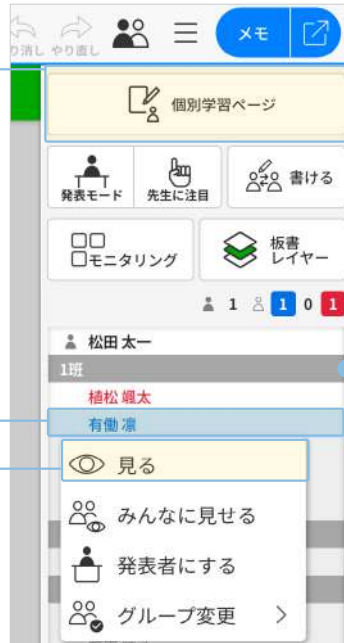 り消し やり直し
メモ
個別学習ページ
発表モード 先生に注目 書ける
モニタリング 板書
レイヤー
1 1 0 1
松田 太一
1班
植松 颯太
有働 凛
見る
みんなに見せる
発表者にする
グループ変更 >